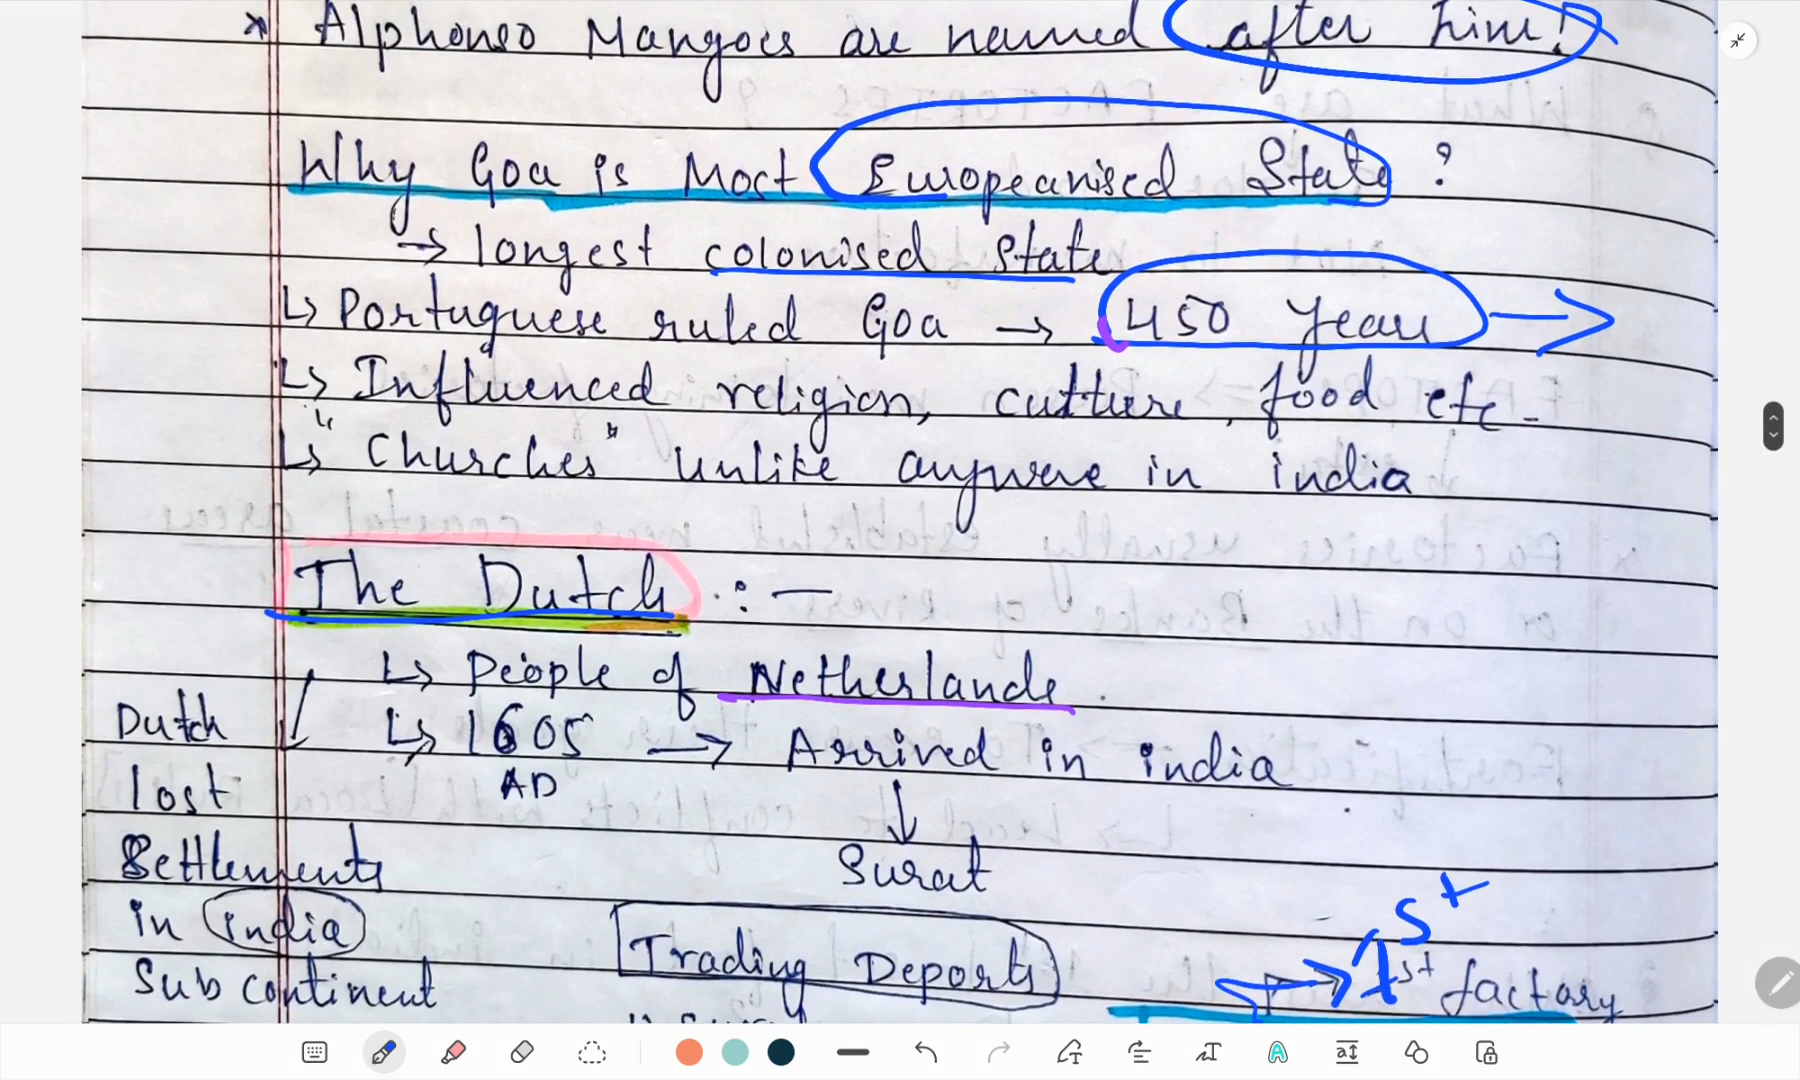 * Alphonso Mangoes are named after him!
Why Goa is Most Europeanised State ?
→ longest colonised state
↳ Portuguese ruled Goa → 450 Years →
↳ Influenced religion, cutture, food etc -
↳ "Churches" unlike anywere in india
The Dutch :-
↳ People of Netherlands.
↳ 1605 → Arrived in india
AD
↓
Surat
Dutch
lost
Settlements
in india
Sub continent
Trading Deports
1st
→ 1st factory